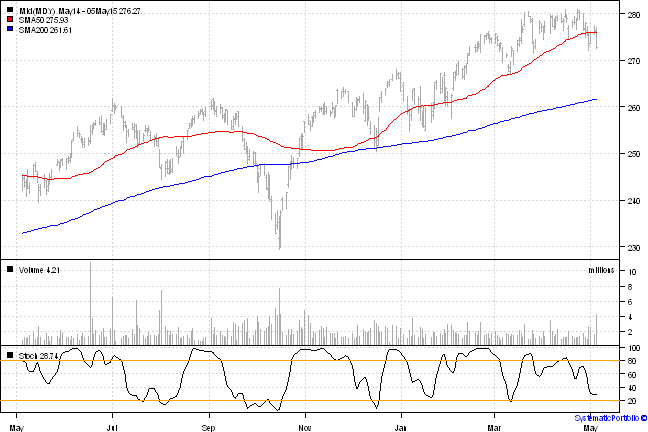 Mkt(MDY), May14 - 05May15 276.27
SMA50 275.93
SMA200 261.61
280
270
260
250
240
230
Volume 4.21
millions
10
8
6
4
2
Stoch 28.74
100
80
60
40
20
May
Jul
Sep
Nov
Jan
Mar
May
SystematicPortfolio ©